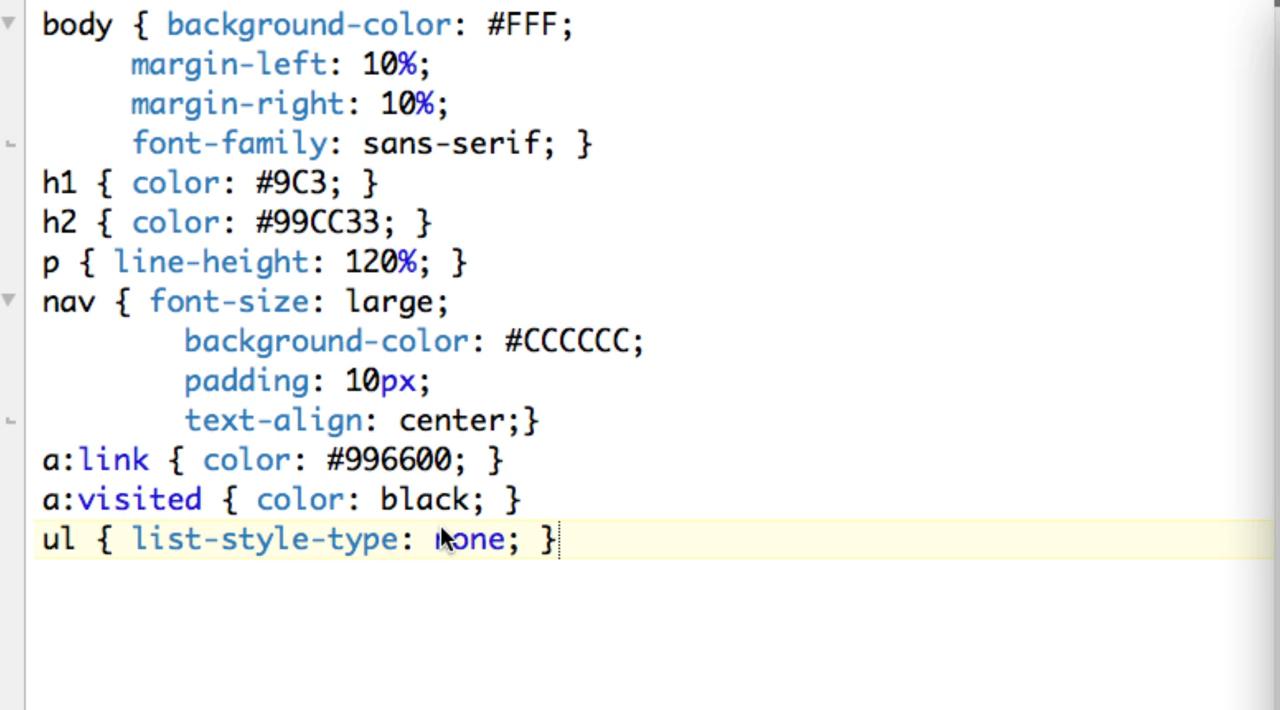 body { background-color: #FFF;
margin-left: 10%;
margin-right: 10%;
font-family: sans-serif; }
h1 { color: #9C3; }
h2 { color: #99CC33; }
p { line-height: 120%; }
nav { font-size: large;
background-color: #CCCCCC;
padding: 10px;
text-align: center;}
a:link { color: #996600; }
a:visited { color: black; }
ul { list-style-type: none; }